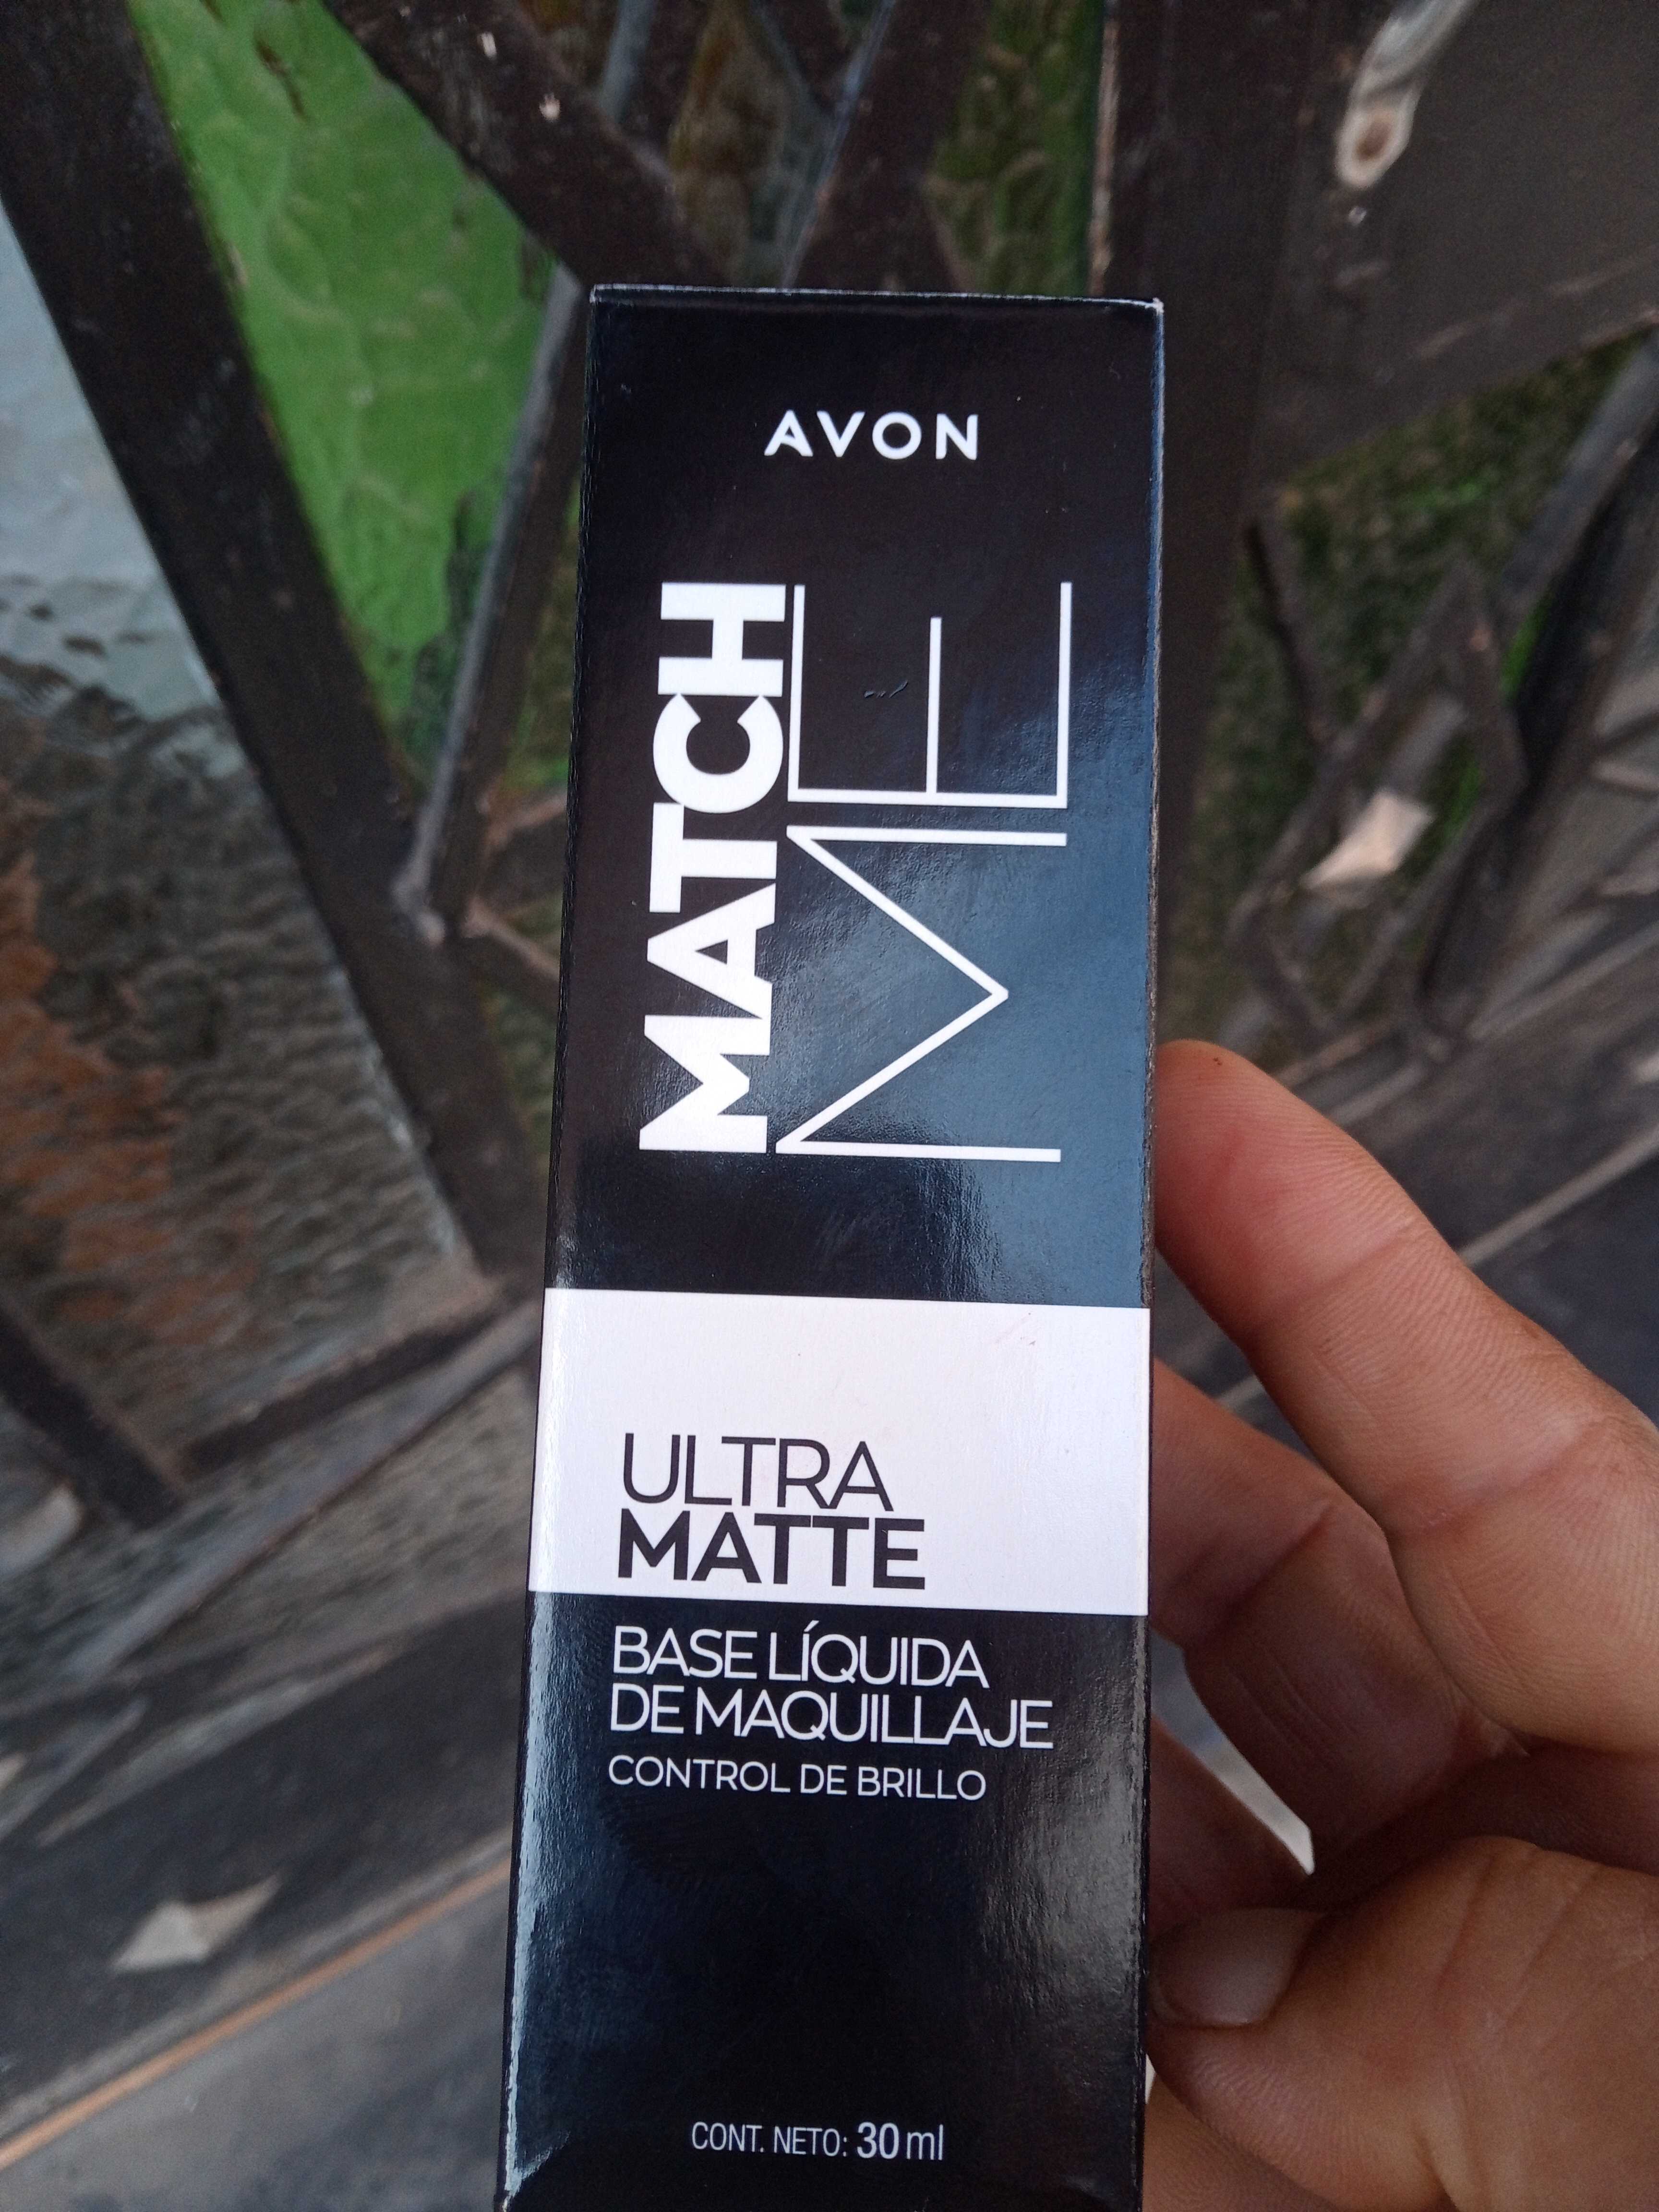 AVON
MATCH
ME
ULTRA
MATTE
BASE LÍQUIDA
DE MAQUILLAJE
CONTROL DE BRILLO
CONT. NETO: 30 ml